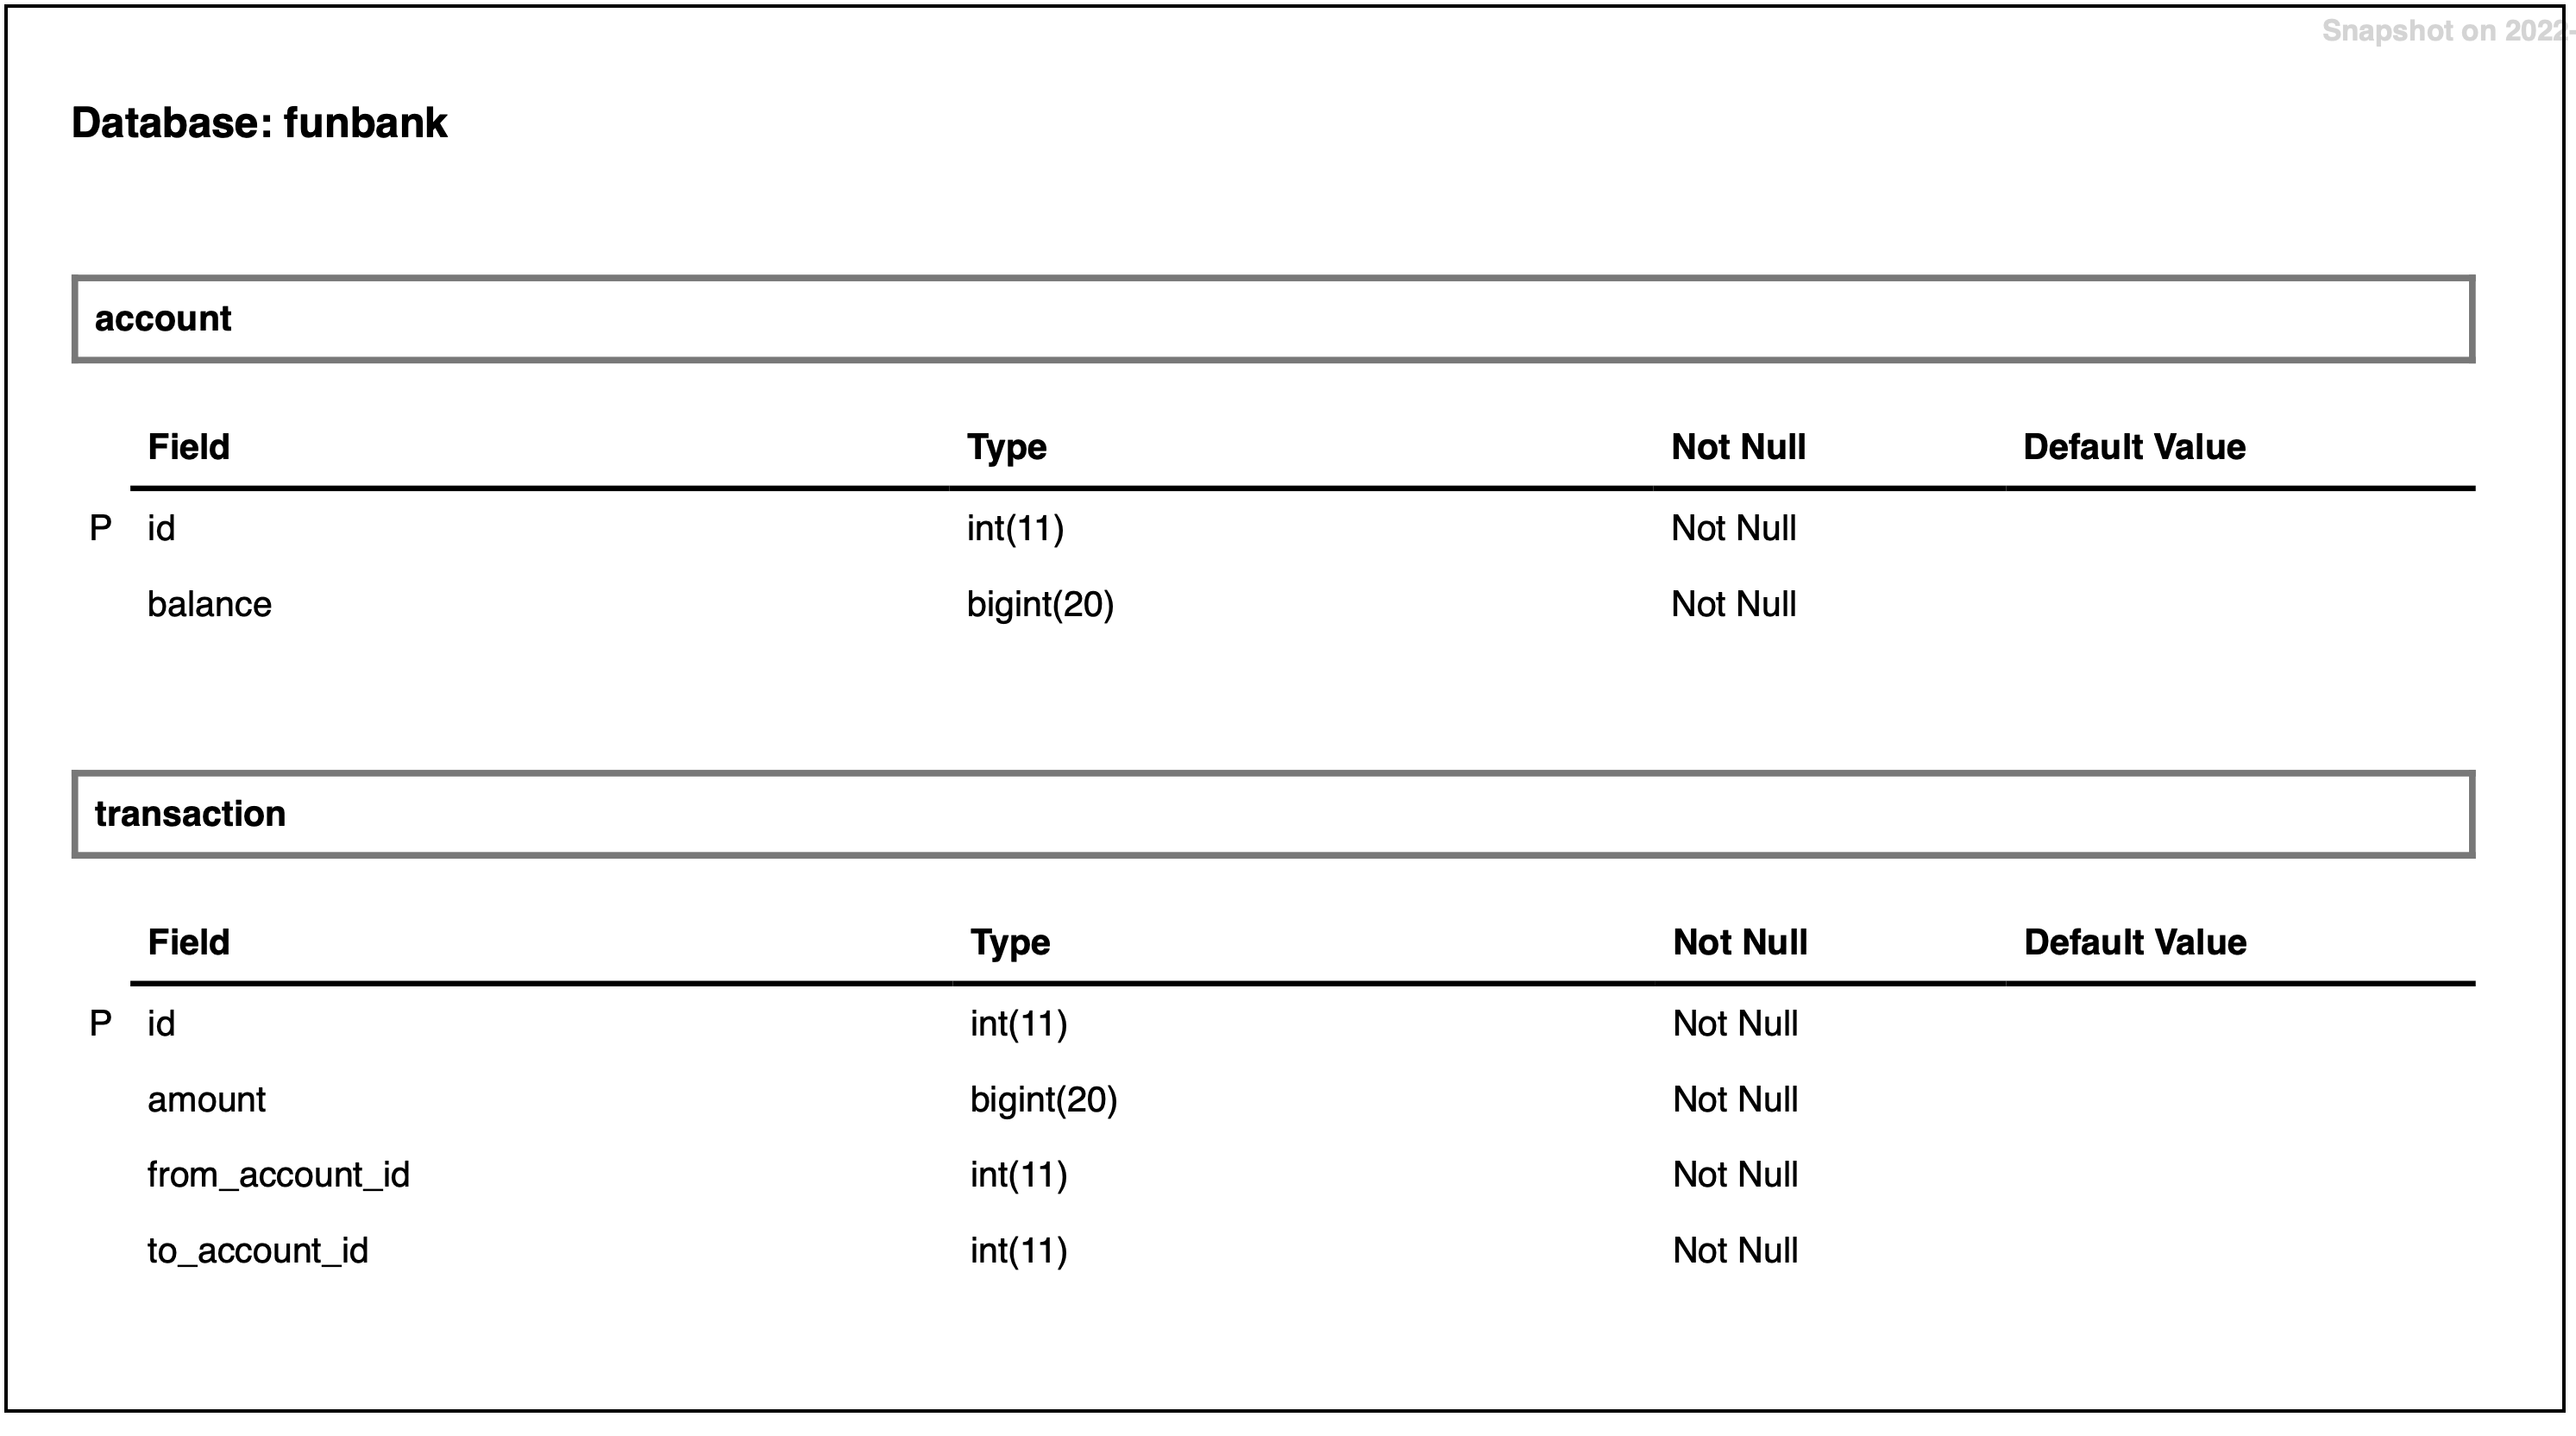 Snapshot on 2022-
Database: funbank
account
Field Type Not Null Default Value
P id int(11) Not Null
balance bigint(20) Not Null
transaction
Field Type Not Null Default Value
P id int(11) Not Null
amount bigint(20) Not Null
from_account_id int(11) Not Null
to_account_id int(11) Not Null